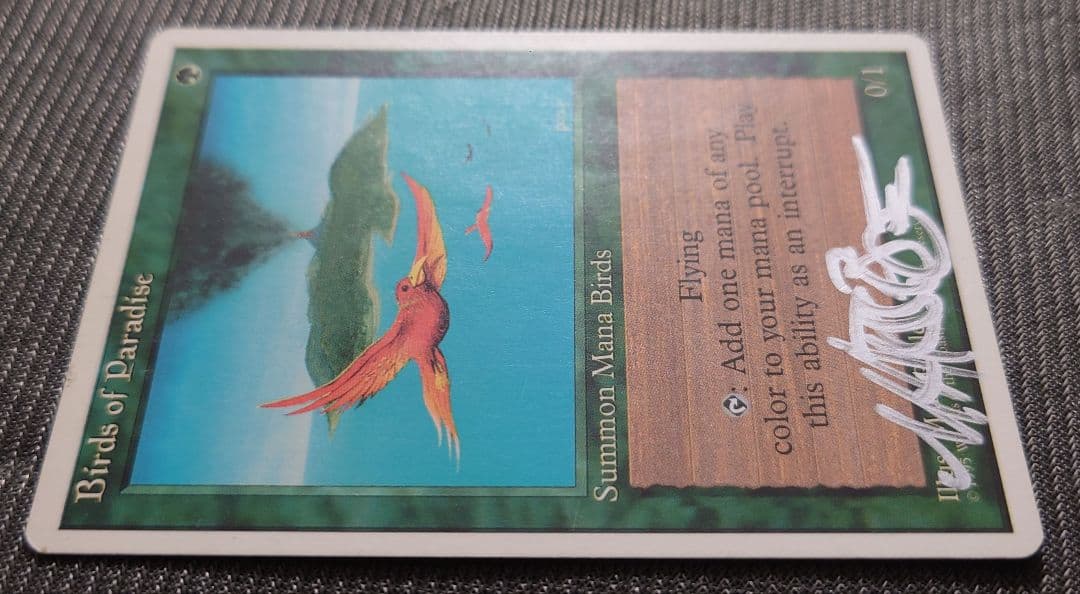 Birds of Paradise
Summon Mana Birds
Flying
: Add one mana of any
color to your mana pool. Play
this ability as an interrupt.
0/1